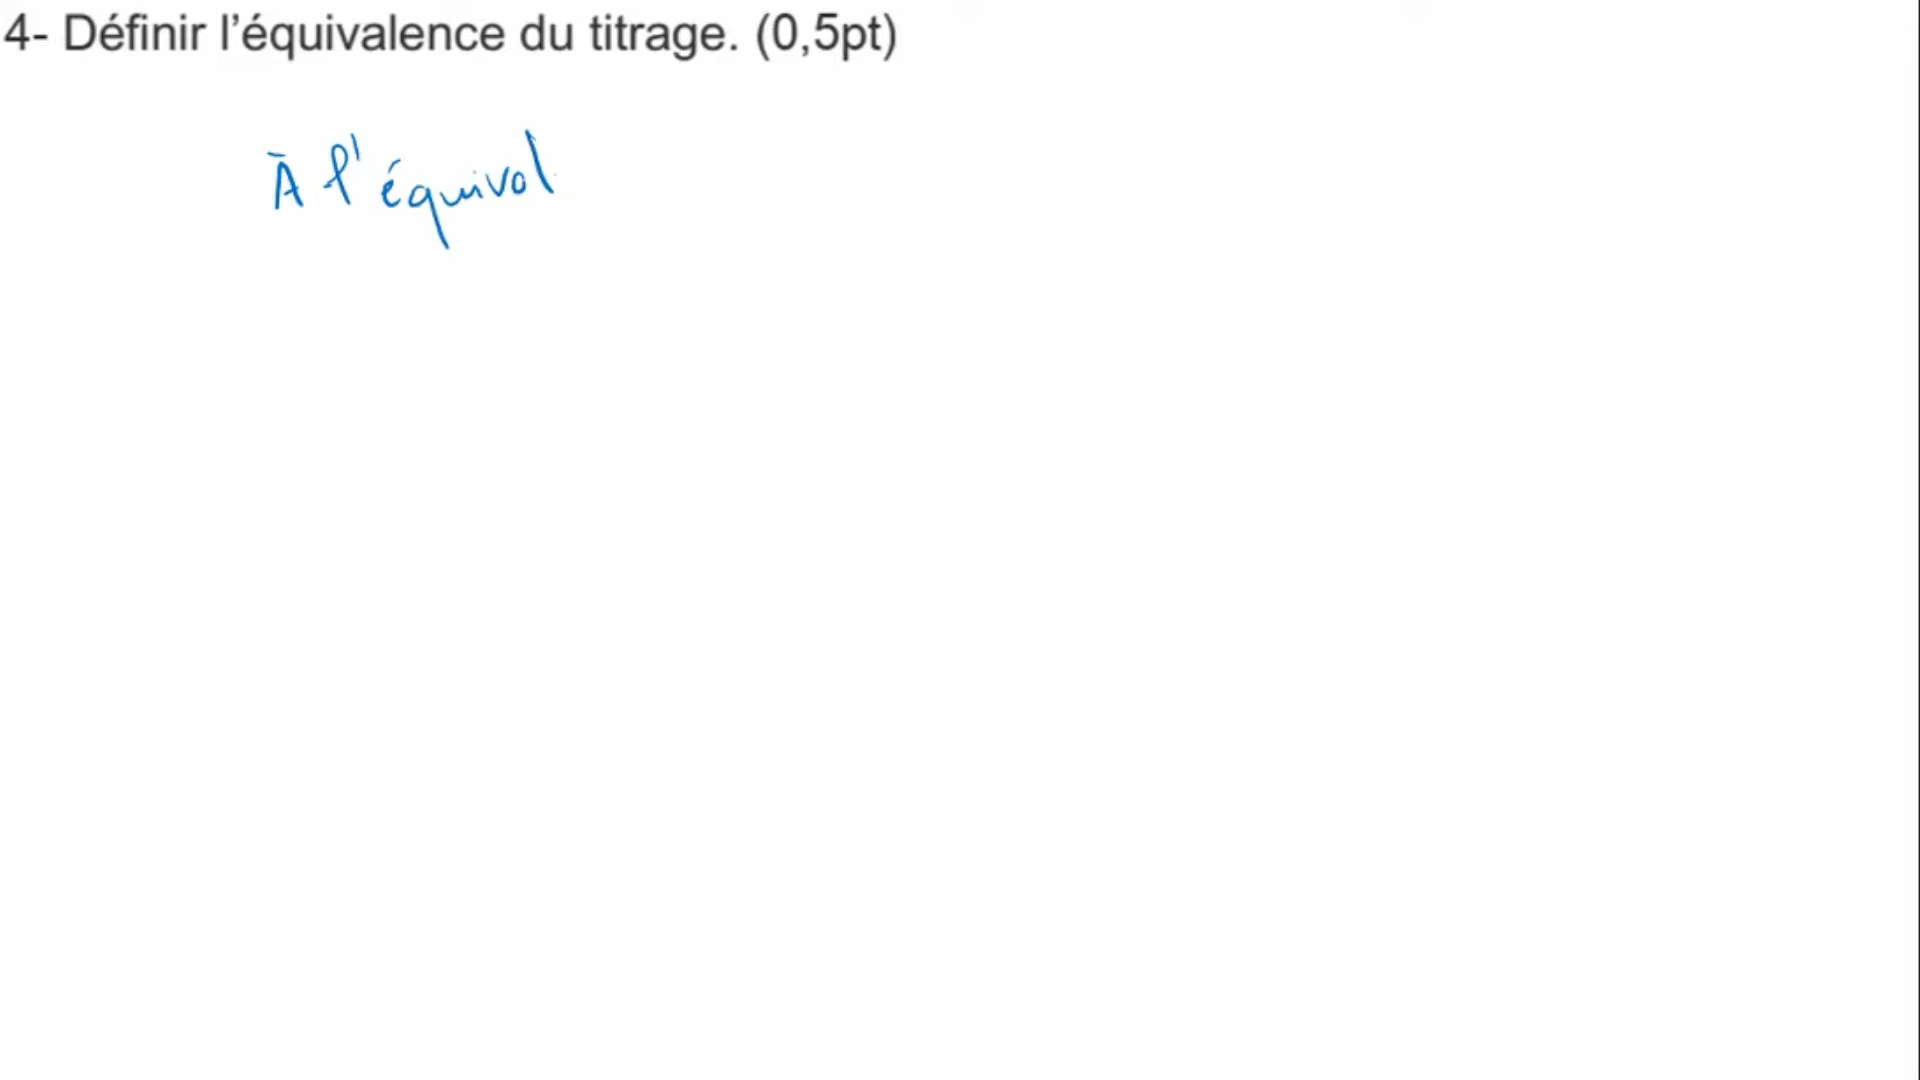 4- Définir l’équivalence du titrage. (0,5pt)
À l'équival